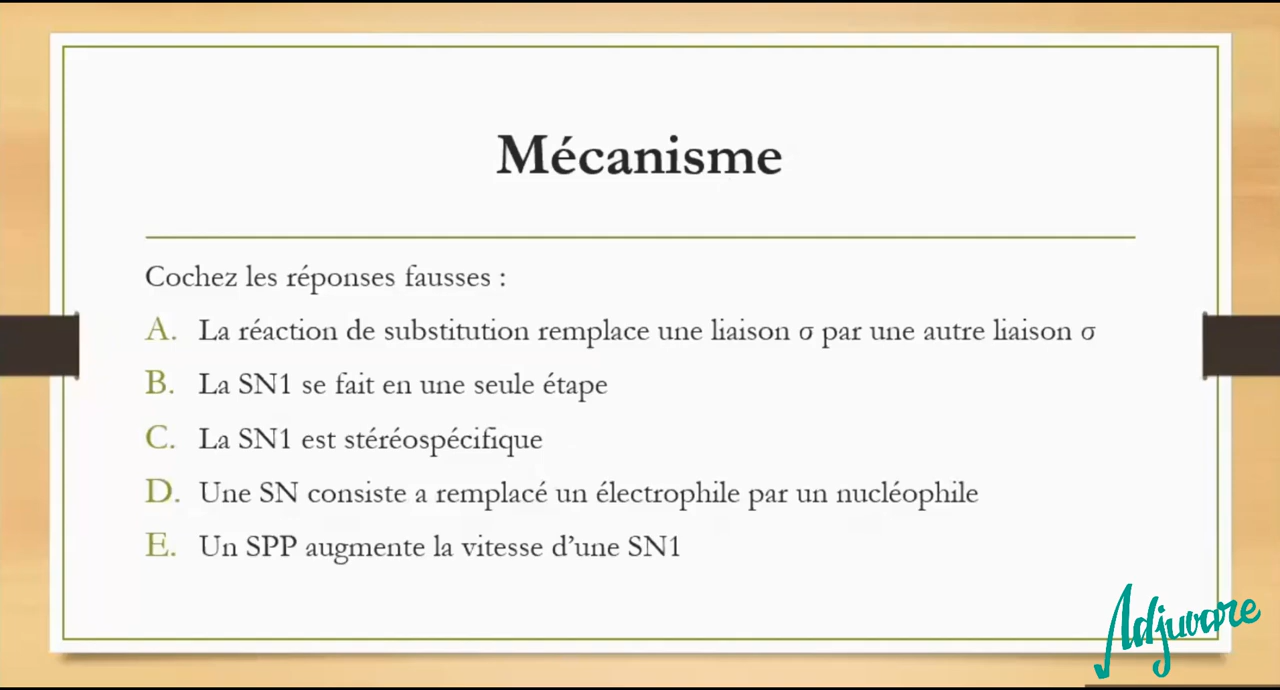 Mécanisme
Cochez les réponses fausses :
A. La réaction de substitution remplace une liaison σ par une autre liaison σ
B. La SN1 se fait en une seule étape
C. La SN1 est stéréospécifique
D. Une SN consiste a remplacé un électrophile par un nucléophile
E. Un SPP augmente la vitesse d’une SN1
Adjuvare